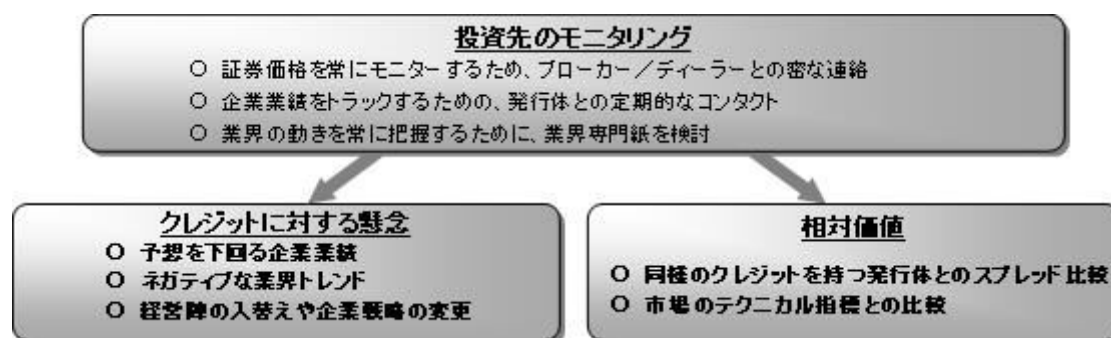 投資先のモニタリング
○ 証券価格を常にモニターするため、ブローカー／ディーラーとの密な連絡
○ 企業業績をトラックするための、発行体との定期的なコンタクト
○ 業界の動きを常に把握するために、業界専門紙を検討
クレジットに対する懸念
○ 予想を下回る企業業績
○ ネガティブな業界トレンド
○ 経営陣の入替えや企業戦略の変更
相対価値
○ 同様のクレジットを持つ発行体とのスプレッド比較
○ 市場のテクニカル指標との比較